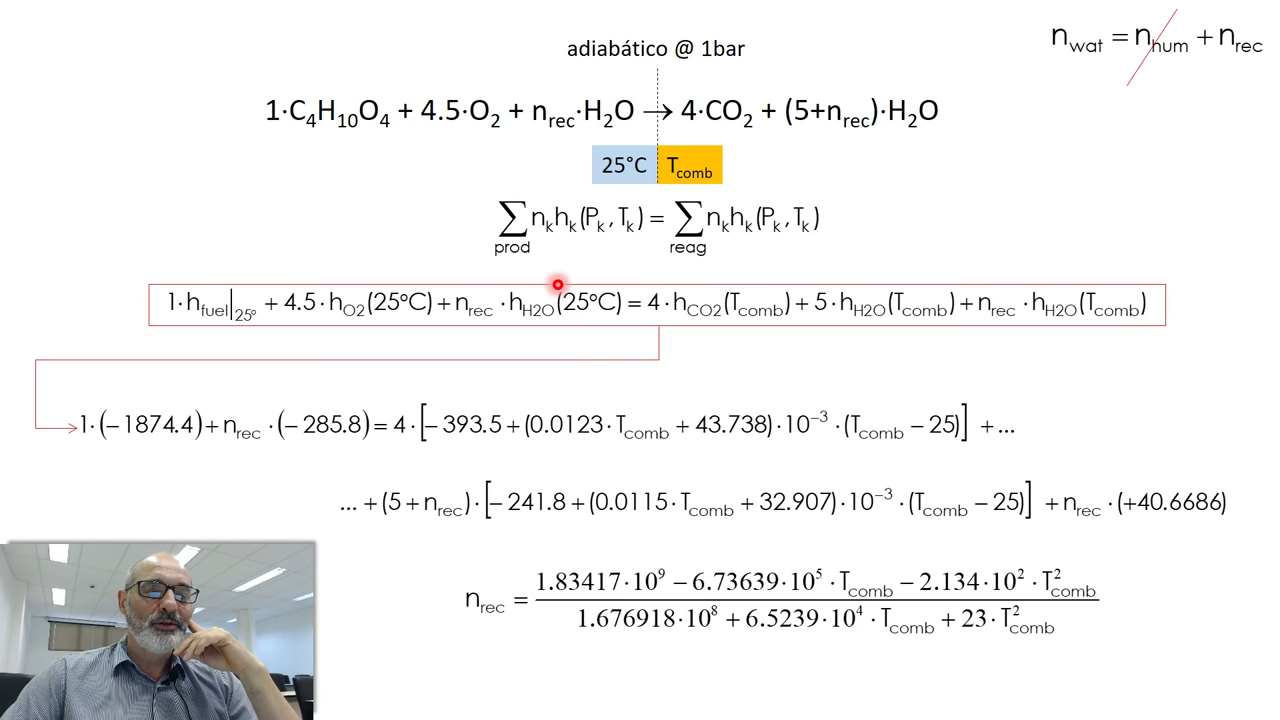 adiabático @ 1bar
n_wat = n_hum + n_rec
1·C₄H₁₀O₄ + 4.5·O₂ + n_rec·H₂O → 4·CO₂ + (5+n_rec)·H₂O
25°C T_comb
∑_prod n_k h_k (P_k, T_k) = ∑_reag n_k h_k (P_k, T_k)
1·h_fuel|_25° + 4.5·h_O2(25°C) + n_rec·h_H2O(25°C) = 4·h_CO2(T_comb) + 5·h_H2O(T_comb) + n_rec·h_H2O(T_comb)
1·(−1874.4) + n_rec·(−285.8) = 4·[−393.5 + (0.0123·T_comb + 43.738)·10⁻³·(T_comb − 25)] + ...
... + (5 + n_rec)·[−241.8 + (0.0115·T_comb + 32.907)·10⁻³·(T_comb − 25)] + n_rec·(+40.6686)
n_rec = (1.83417·10⁹ − 6.73639·10⁵·T_comb − 2.134·10²·T²_comb) / (1.676918·10⁸ + 6.5239·10⁴·T_comb + 23·T²_comb)